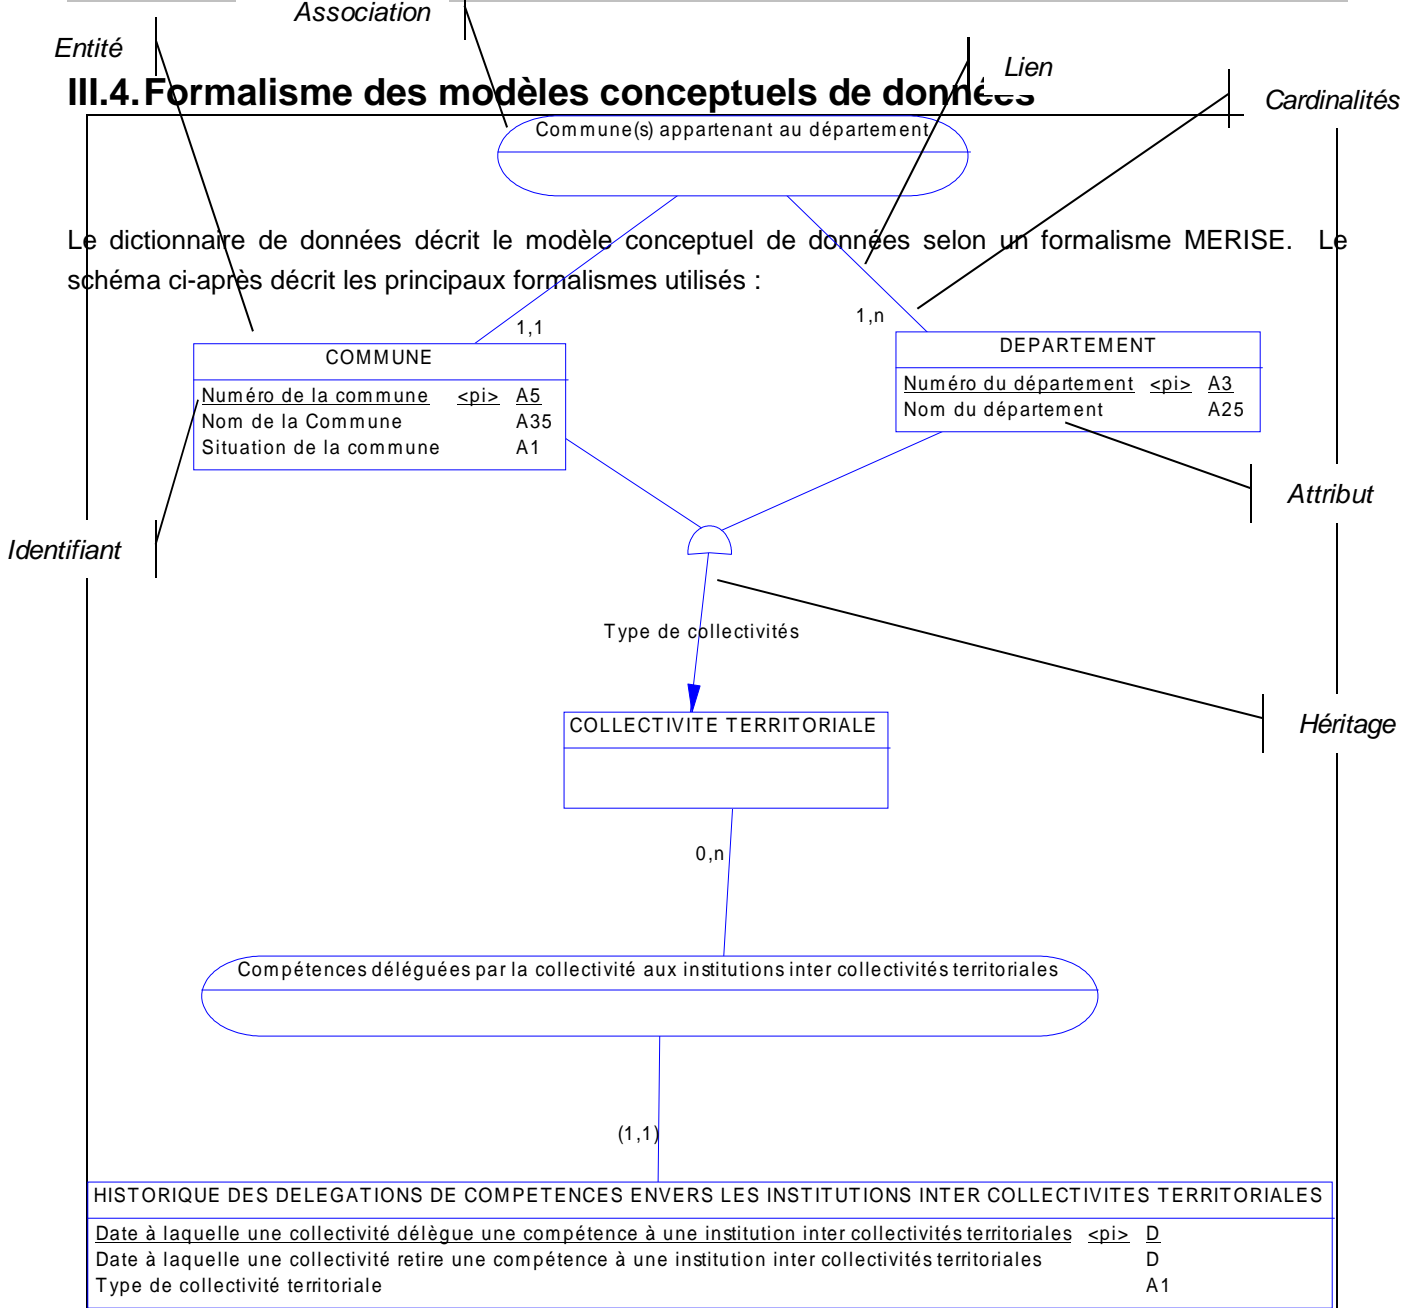 Association
Entité
Lien
III.4. Formalisme des modèles conceptuels de données
Cardinalités
Commune(s) appartenant au département
Le dictionnaire de données décrit le modèle conceptuel de données selon un formalisme MERISE. Le
schéma ci-après décrit les principaux formalismes utilisés :
1,1
1,n
COMMUNE
Numéro de la commune <pi> A5
Nom de la Commune A35
Situation de la commune A1
DEPARTEMENT
Numéro du département <pi> A3
Nom du département A25
Attribut
Identifiant
Type de collectivités
COLLECTIVITE TERRITORIALE
Héritage
0,n
Compétences déléguées par la collectivité aux institutions inter collectivités territoriales
(1,1)
HISTORIQUE DES DELEGATIONS DE COMPETENCES ENVERS LES INSTITUTIONS INTER COLLECTIVITES TERRITORIALES
Date à laquelle une collectivité délègue une compétence à une institution inter collectivités territoriales <pi> D
Date à laquelle une collectivité retire une compétence à une institution inter collectivités territoriales D
Type de collectivité territoriale A1